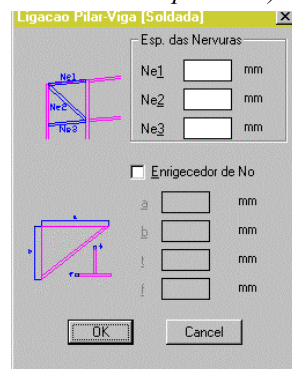 Ligacao Pilar-Viga [Soldada]
Esp. das Nervuras
Ne1 mm
Ne2 mm
Ne3 mm
Ne1
Ne2
Ne3
Enrigecedor de No
a mm
b mm
mm
mm
OK Cancel